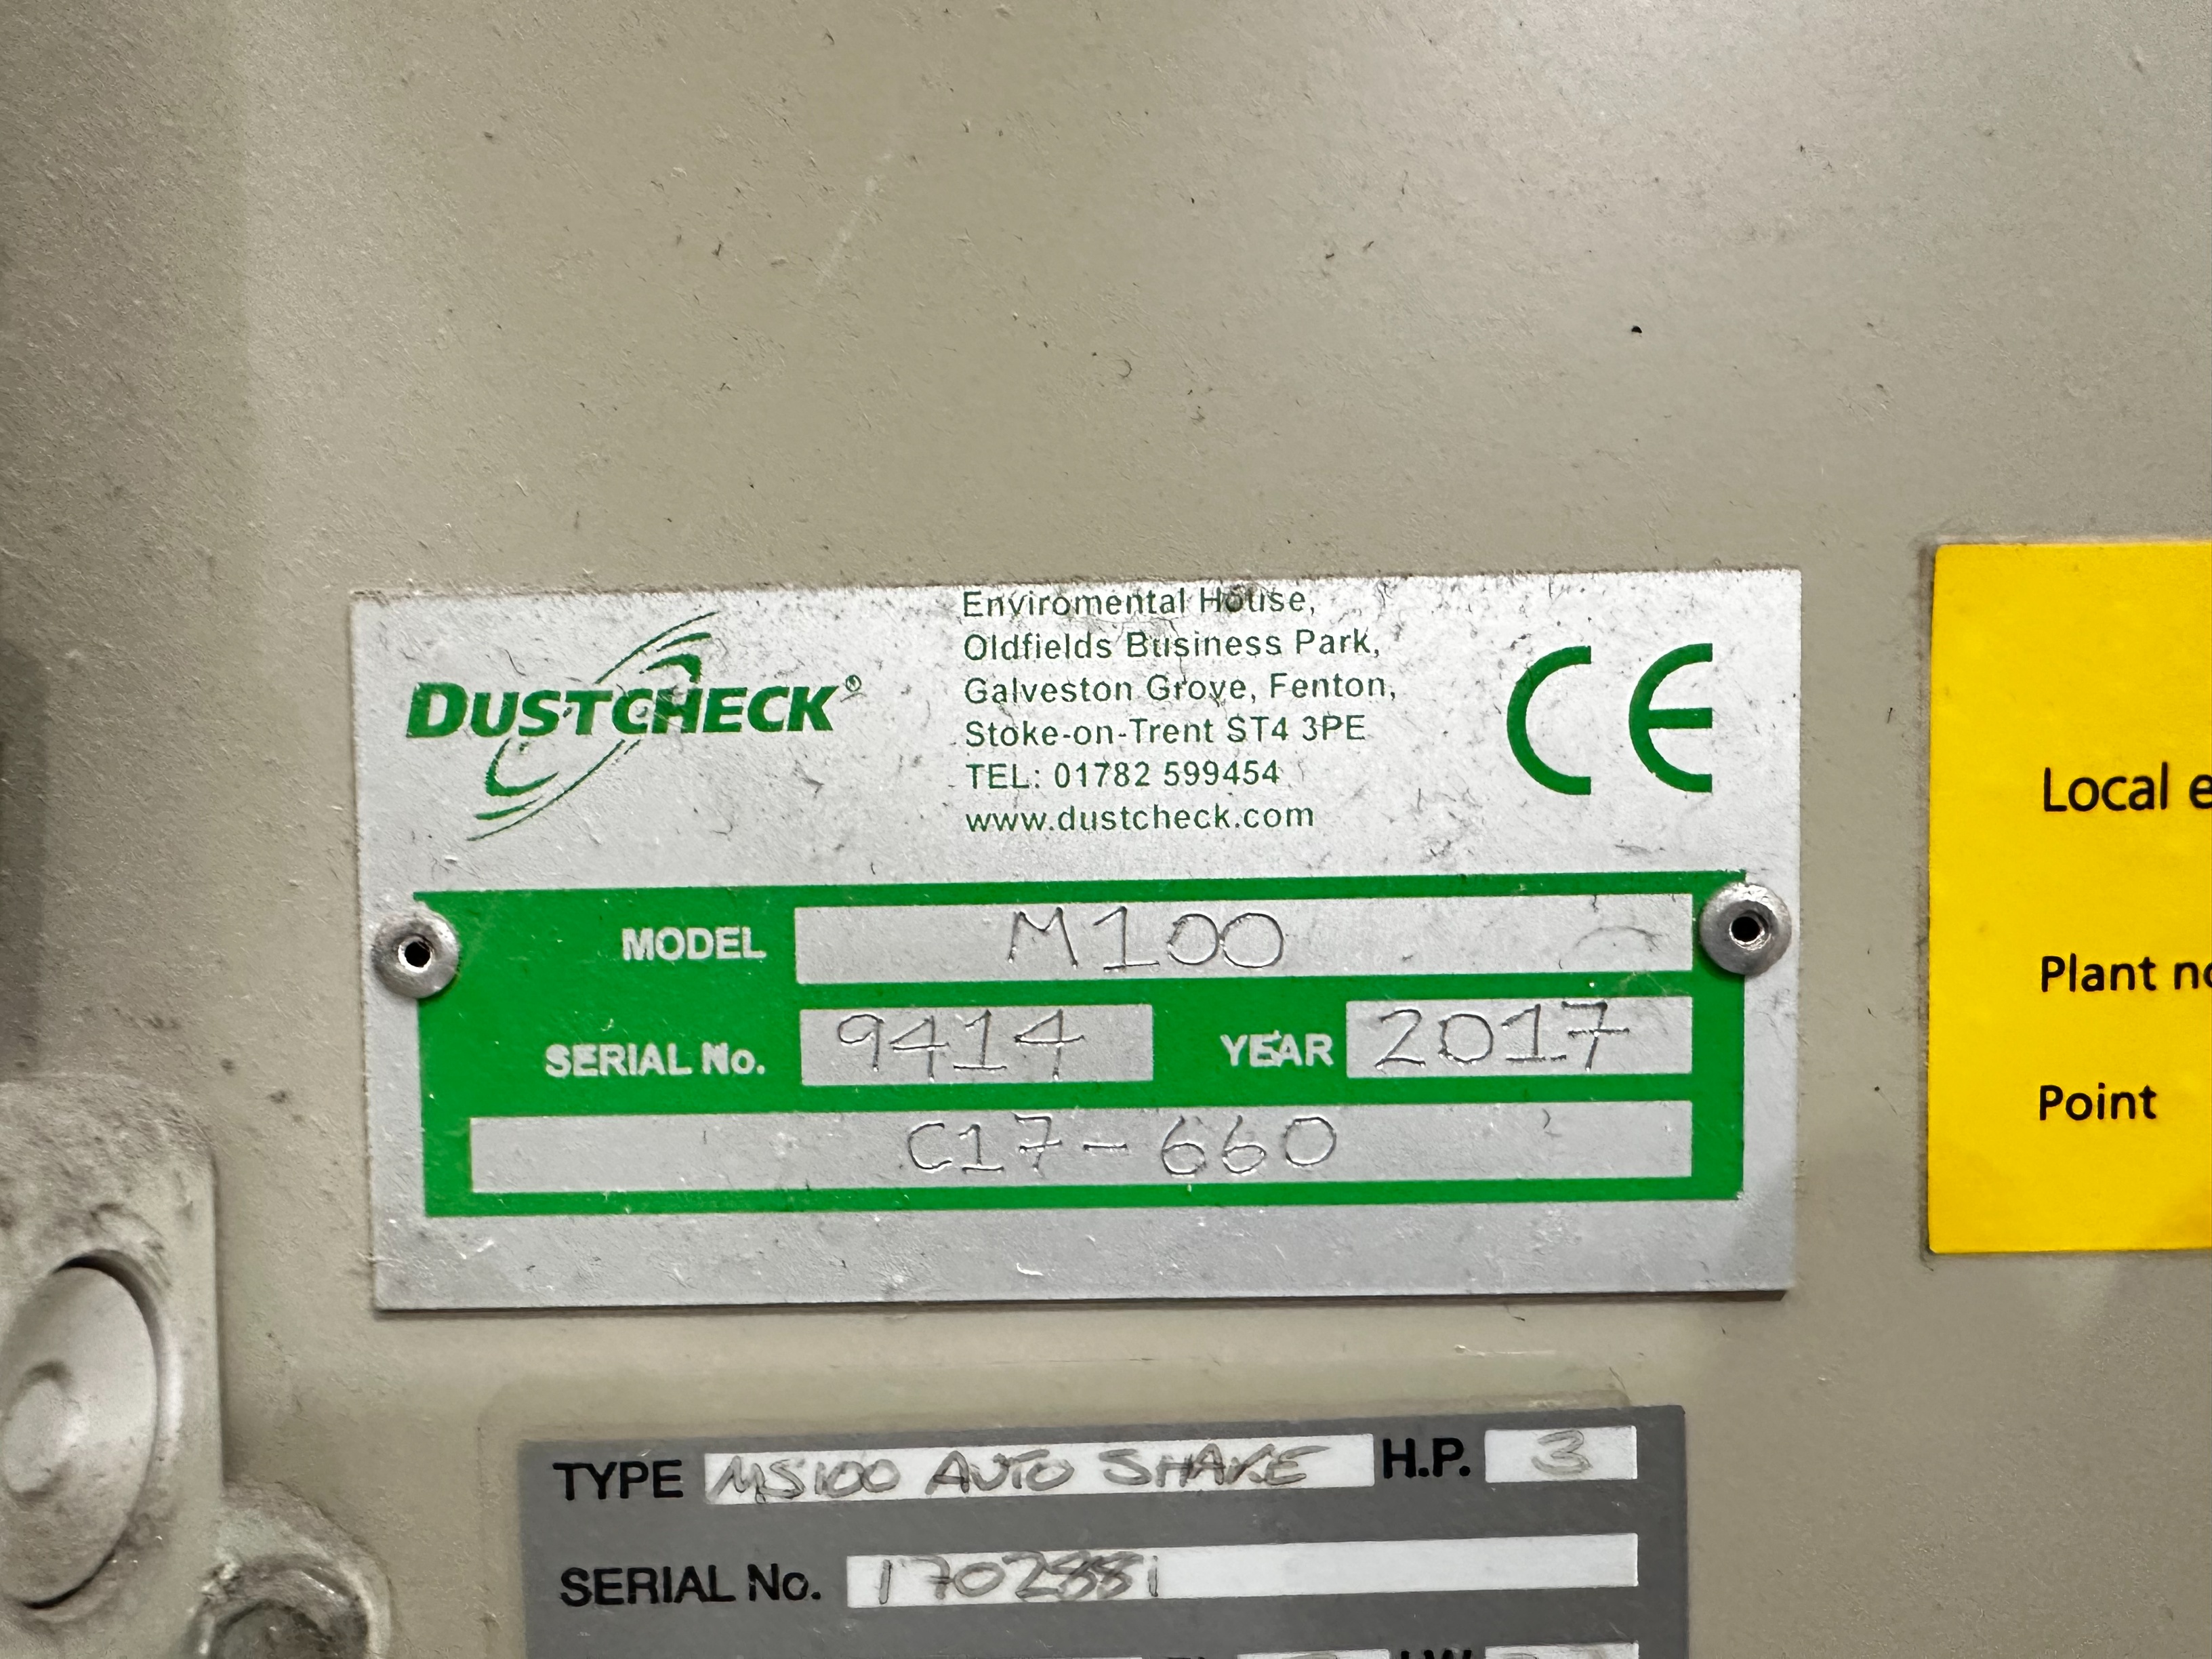 DUSTCHECK®
Enviromental House,
Oldfields Business Park,
Galveston Grove, Fenton,
Stoke-on-Trent ST4 3PE
TEL: 01782 599454
www.dustcheck.com
CE
MODEL M100
SERIAL No. 9414 YEAR 2017
C17-660
Local e
Plant no
Point
TYPE MS100 AUTO SHAKE H.P. 3
SERIAL No. 1702881